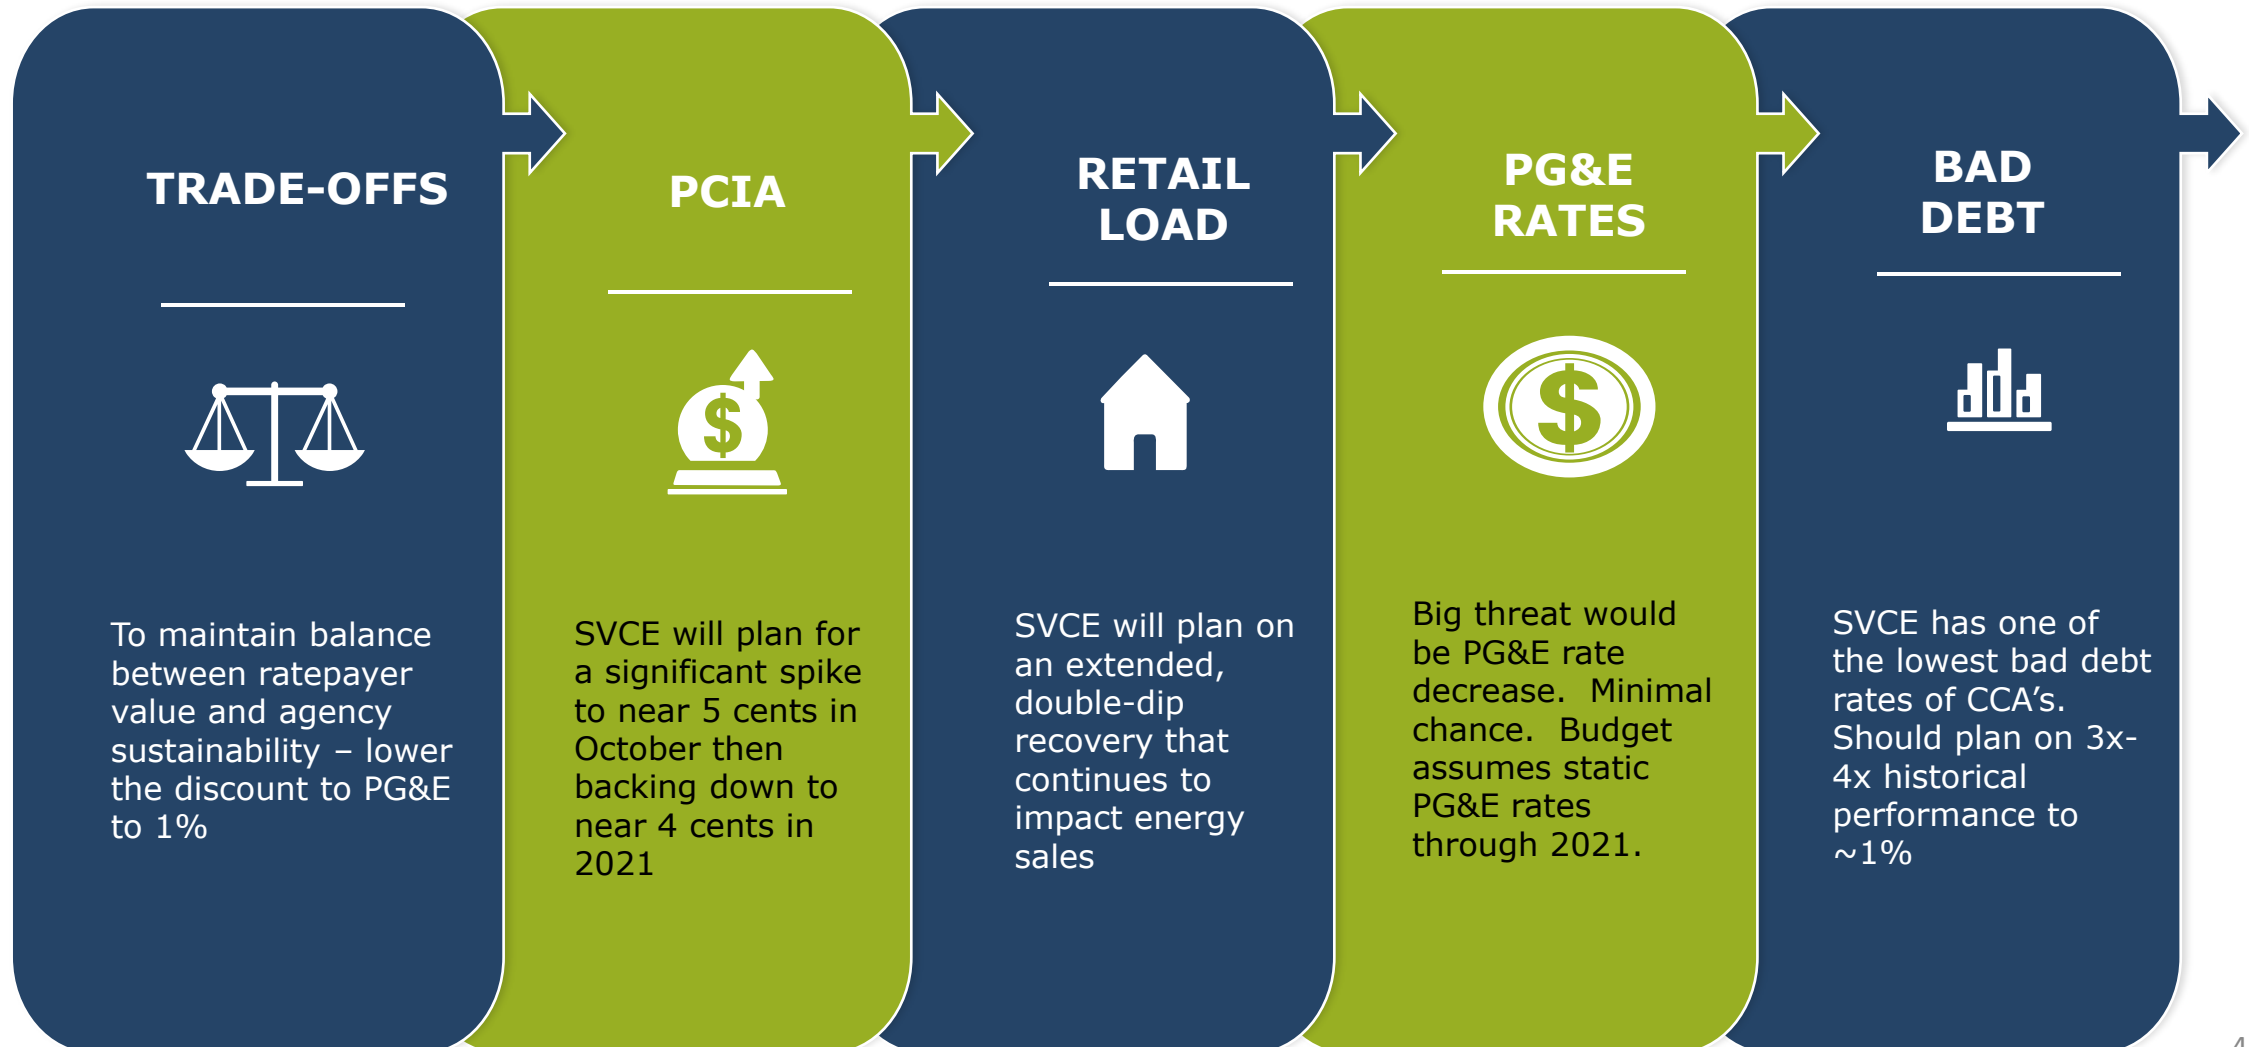 TRADE-OFFS
To maintain balance
between ratepayer
value and agency
sustainability – lower
the discount to PG&E
to 1%
PCIA
$
SVCE will plan for
a significant spike
to near 5 cents in
October then
backing down to
near 4 cents in
2021
RETAIL
LOAD
SVCE will plan on
an extended,
double-dip
recovery that
continues to
impact energy
sales
PG&E
RATES
$
Big threat would
be PG&E rate
decrease.  Minimal
chance.  Budget
assumes static
PG&E rates
through 2021.
BAD
DEBT
SVCE has one of
the lowest bad debt
rates of CCA’s.
Should plan on 3x-
4x historical
performance to
~1%
4